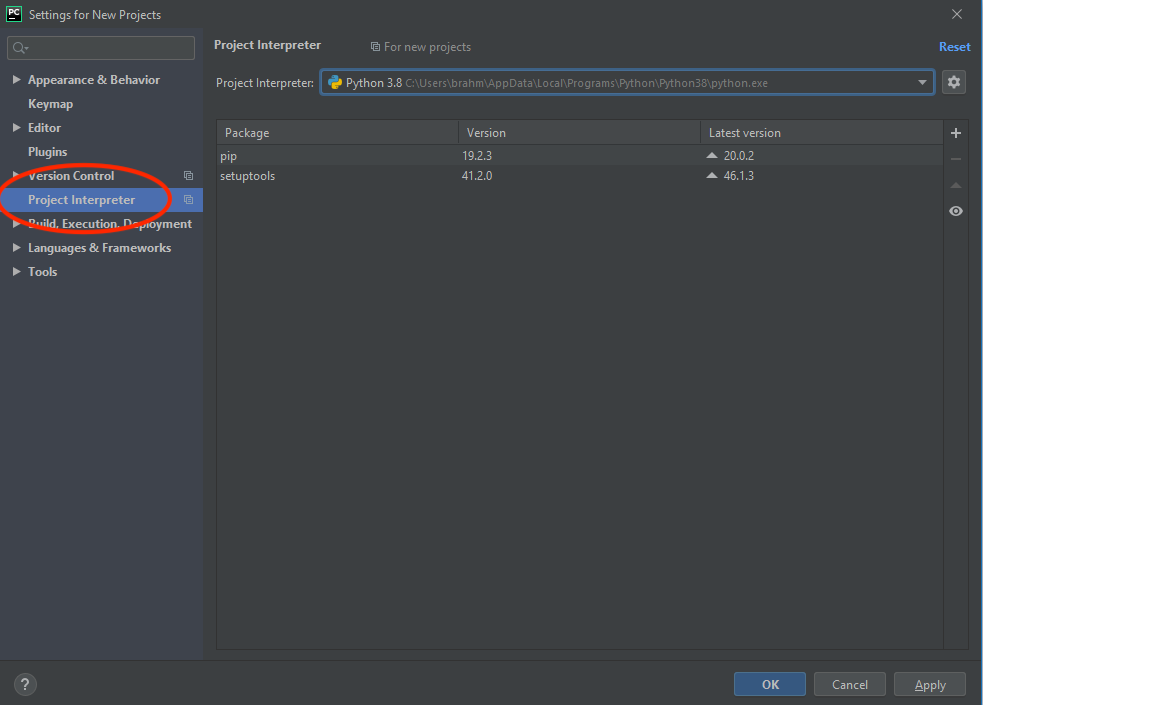 PC Settings for New Projects
Project Interpreter
For new projects
Reset
Appearance & Behavior
Keymap
Editor
Plugins
Version Control
Project Interpreter
Build, Execution, Deployment
Languages & Frameworks
Tools
Project Interpreter: Python 3.8 C:\Users\brahm\AppData\Local\Programs\Python\Python38\python.exe
Package Version Latest version
pip 19.2.3 20.0.2
setuptools 41.2.0 46.1.3
? OK Cancel Apply